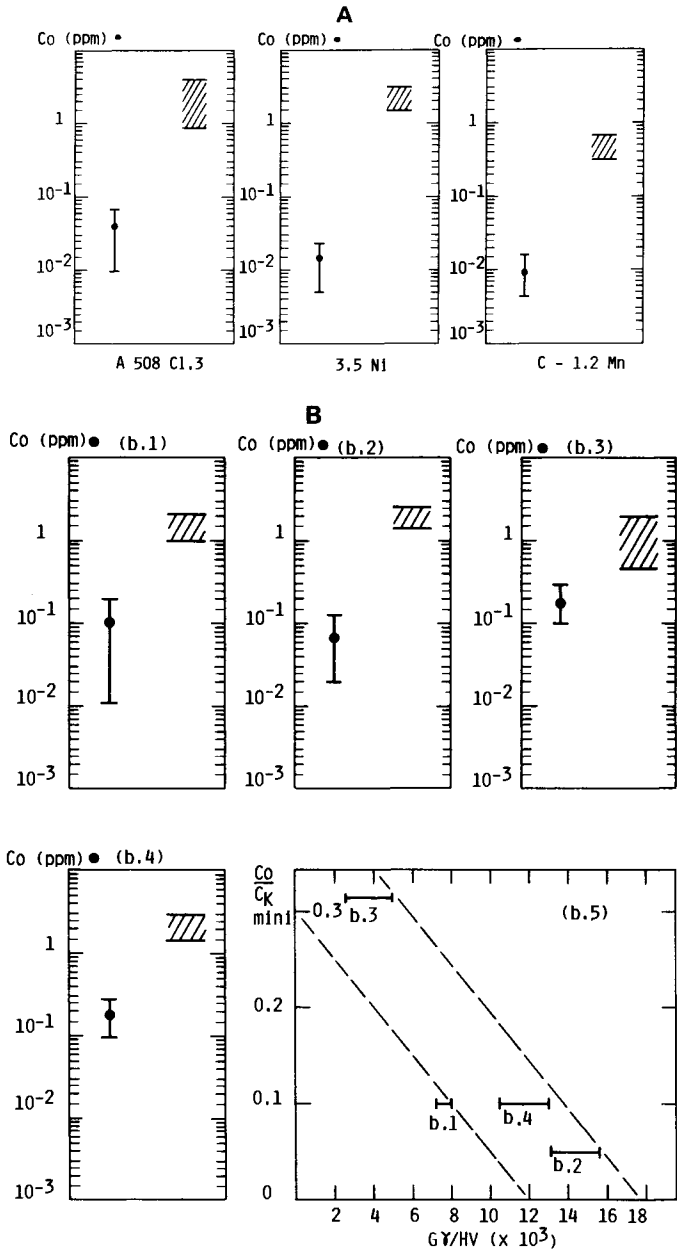 A
Co (ppm) Co (ppm) Co (ppm)
1 1 1
10-1 10-1 10-1
10-2 10-2 10-2
10-3 10-3 10-3
A 508 Cl.3 3.5 Ni C - 1.2 Mn
B
Co (ppm) (b.1) Co (ppm) (b.2) Co (ppm) (b.3)
1 1 1
10-1 10-1 10-1
10-2 10-2 10-2
10-3 10-3 10-3
Co (ppm) (b.4)
1
10-1
10-2
10-3
Co
CK
mini 0.3 b.3 (b.5)
0.2
0.1
b.1 b.4
b.2
0
2 4 6 8 10 12 14 16 18
Gγ/HV (x 103)